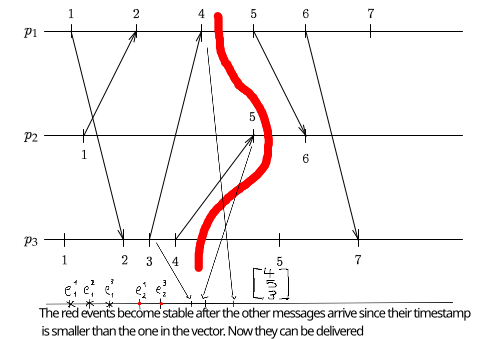 1 2 4 5 6 7
p1
5
p2
1 6
p3
1 2 3 4 5 7
e₁¹ e₁² e₁³ e₂¹ e₂³
[4 5 3]
The red events become stable after the other messages arrive since their timestamp
is smaller than the one in the vector. Now they can be delivered